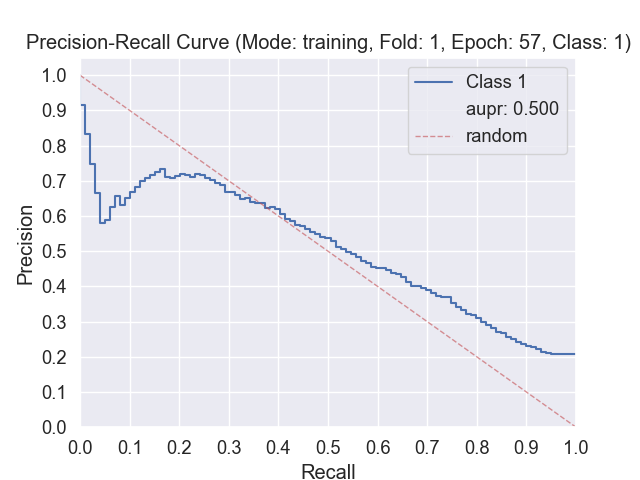 Precision-Recall Curve (Mode: training, Fold: 1, Epoch: 57, Class: 1)
Class 1
aupr: 0.500
random
Precision
1.0
0.9
0.8
0.7
0.6
0.5
0.4
0.3
0.2
0.1
0.0
0.0 0.1 0.2 0.3 0.4 0.5 0.6 0.7 0.8 0.9 1.0
Recall